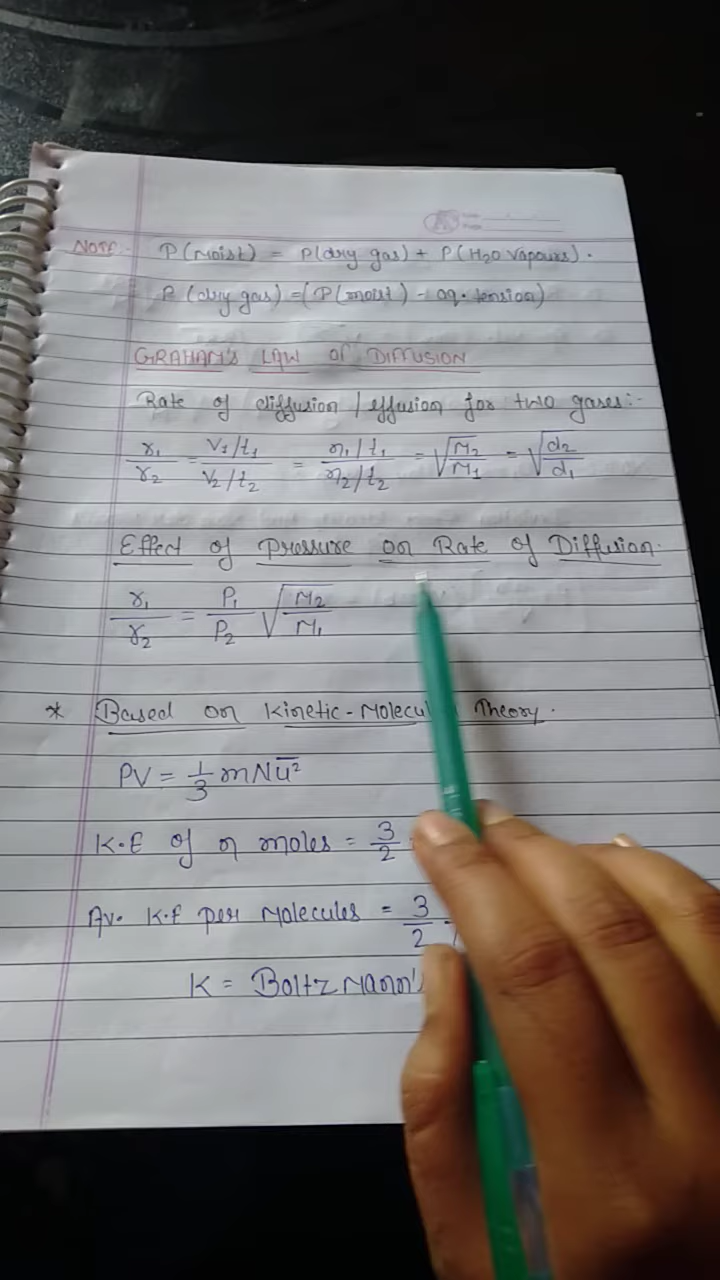 NOTE:- P(Moist) = P(dry gas) + P(H2O Vapours).
P(dry gas) = (P(moist) - aq. tension)
GRAHAM'S LAW OF DIFFUSION
Rate of diffusion / effusion for two gases:-
r₁/r₂ = V₁/t₁ / V₂/t₂ = n₁/t₁ / n₂/t₂ = √(M₂/M₁) = √(d₂/d₁)
Effect of Pressure on Rate of Diffusion.
r₁/r₂ = P₁/P₂ √(M₂/M₁)
* Based on Kinetic-Molecul Theory.
PV = 1/3 mNu̅²
K.E of n moles = 3/2
Av. K.E per Molecules = 3/2
K = BoltzMann's